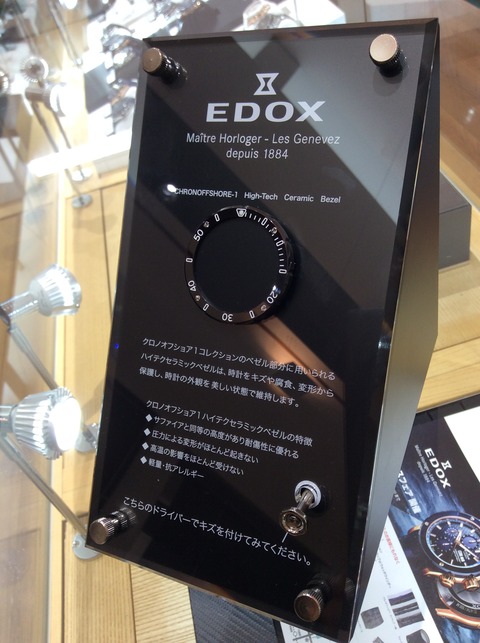 EDOX
Maître Horloger - Les Genevez
depuis 1884
CHRONOFFSHORE-1 High-Tech Ceramic Bezel
50
40
30
20
クロノオフショア1コレクションのベゼル部分に用いられる
ハイテクセラミックベゼルは、時計をキズや腐食、変形から
保護し、時計の外観を美しい状態で維持します。
クロノオフショア1 ハイテクセラミックベゼルの特徴
◆サファイアと同等の高度があり耐傷性に優れる
◆圧力による変形がほとんど起きない
◆高温の影響をほとんど受けない
◆軽量・抗アレルギー
こちらのドライバーでキズを付けてみてください。
EDOX